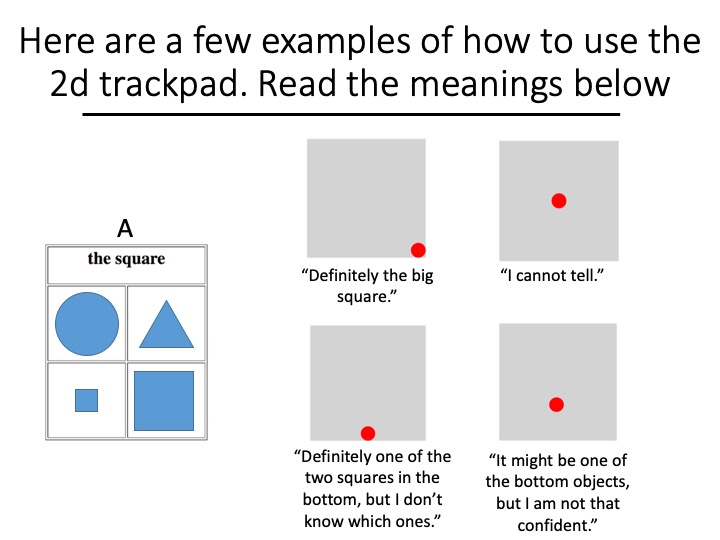 Here are a few examples of how to use the
2d trackpad. Read the meanings below
A
the square
“Definitely the big
square.”
“I cannot tell.”
“Definitely one of the
two squares in the
bottom, but I don’t
know which ones.”
“It might be one of
the bottom objects,
but I am not that
confident.”